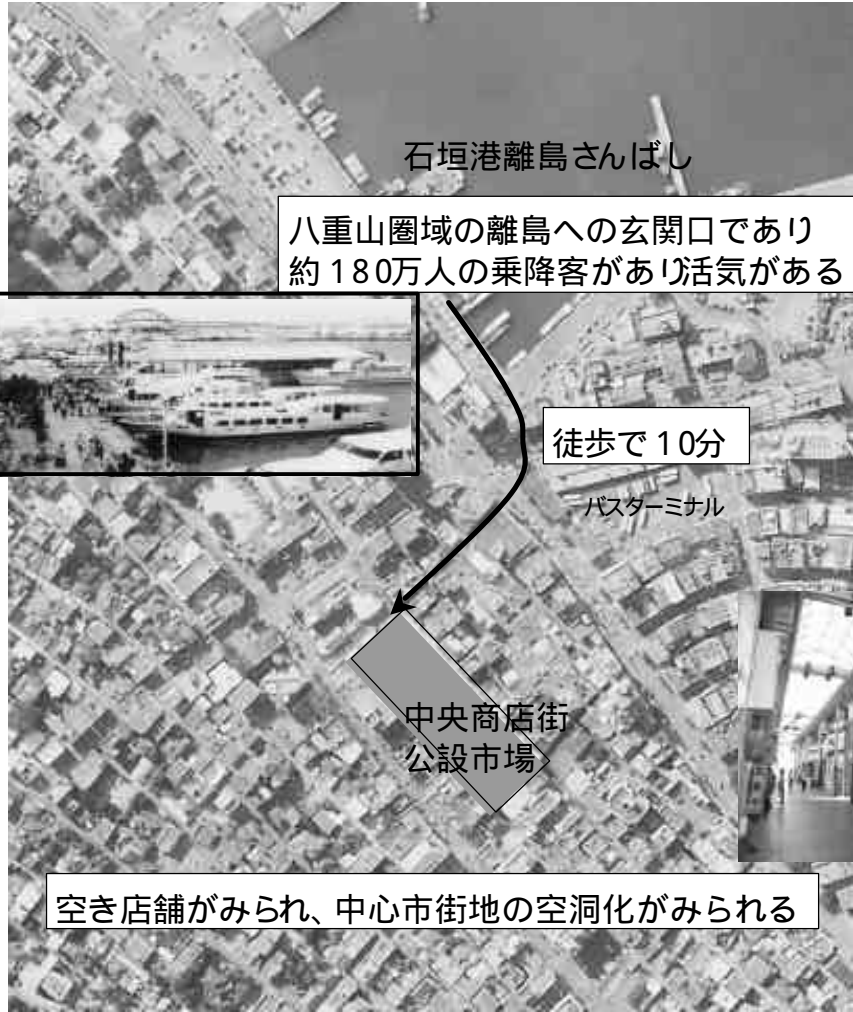 石垣港離島さんばし
八重山圏域の離島への玄関口であり
約180万人の乗降客があり活気がある
徒歩で10分
バスターミナル
中央商店街
公設市場
空き店舗がみられ、中心市街地の空洞化がみられる